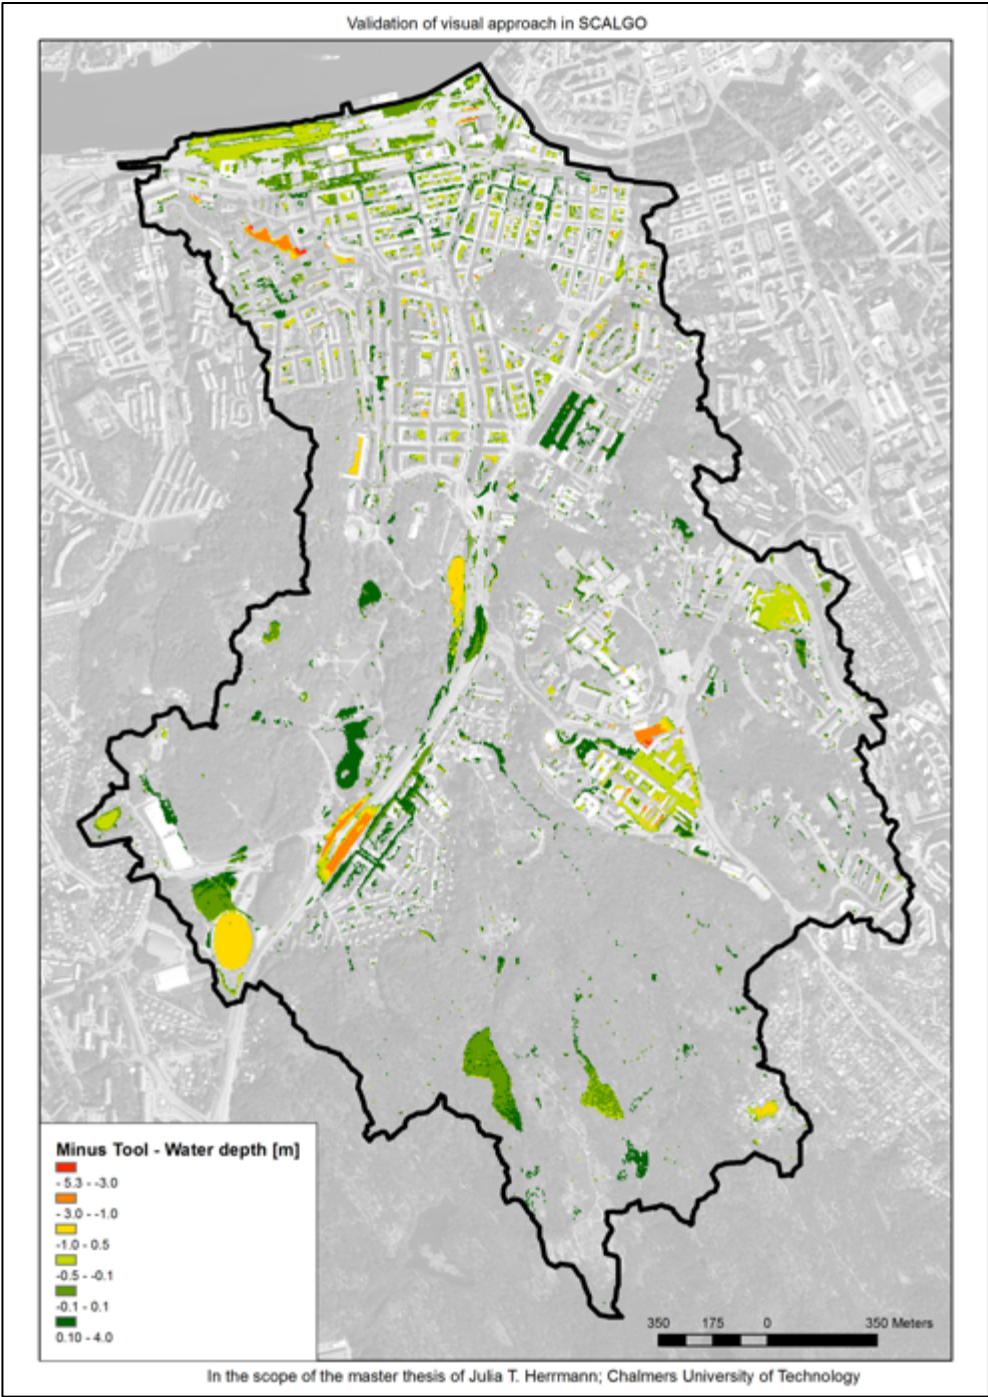 Validation of visual approach in SCALGO
Minus Tool - Water depth [m]
- 5.3 - -3.0
- 3.0 - -1.0
-1.0 - 0.5
-0.5 - -0.1
-0.1 - 0.1
0.10 - 4.0
350 175 0 350 Meters
In the scope of the master thesis of Julia T. Herrmann; Chalmers University of Technology